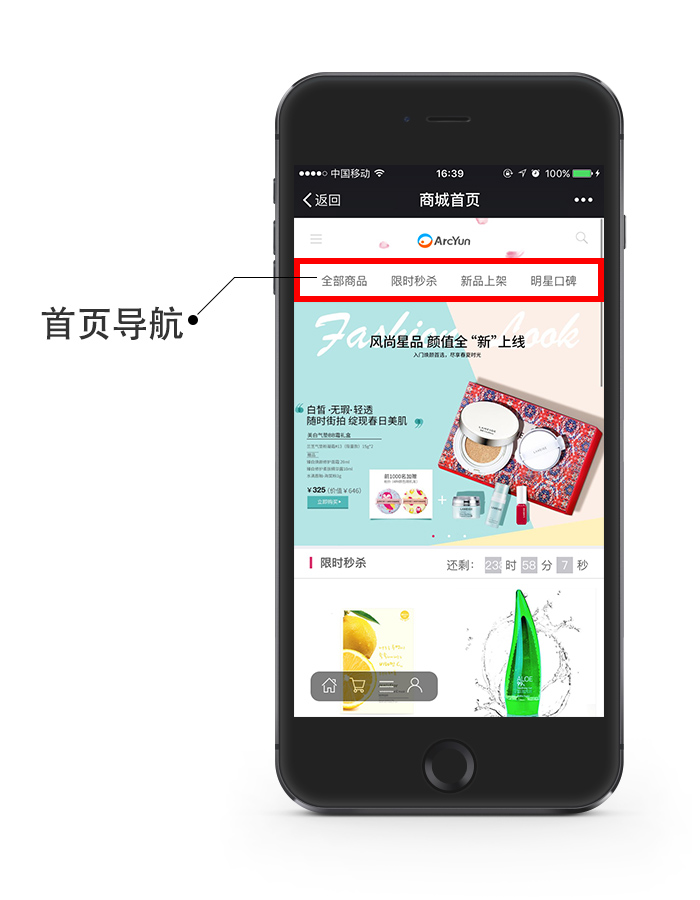 中国移动
16:39
100%
返回
商城首页
ArcYun
全部商品
限时秒杀
新品上架
明星口碑
首页导航
Fashion Look
风尚星品 颜值全“新”上线
入门焕颜首选，尽享春夏时光
白皙·无瑕·轻透
随时街拍 绽现春日美肌
美白气垫BB霜礼盒
前1000名加赠
¥325 (价值￥646)
立即购买>
限时秒杀
还剩： 238 时 58 分 7 秒
ALOE